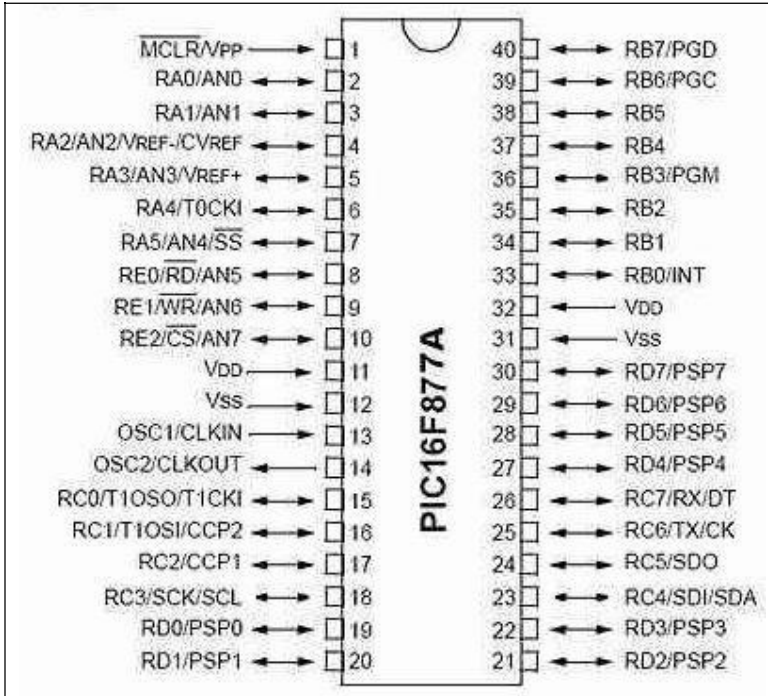 MCLR/VPP 1 40 RB7/PGD
RA0/AN0 2 39 RB6/PGC
RA1/AN1 3 38 RB5
RA2/AN2/VREF-/CVREF 4 37 RB4
RA3/AN3/VREF+ 5 36 RB3/PGM
RA4/T0CKI 6 35 RB2
RA5/AN4/SS 7 34 RB1
RE0/RD/AN5 8 33 RB0/INT
RE1/WR/AN6 9 32 VDD
RE2/CS/AN7 10 31 VSS
VDD 11 30 RD7/PSP7
VSS 12 29 RD6/PSP6
OSC1/CLKIN 13 28 RD5/PSP5
OSC2/CLKOUT 14 27 RD4/PSP4
RC0/T1OSO/T1CKI 15 26 RC7/RX/DT
RC1/T1OSI/CCP2 16 25 RC6/TX/CK
RC2/CCP1 17 24 RC5/SDO
RC3/SCK/SCL 18 23 RC4/SDI/SDA
RD0/PSP0 19 22 RD3/PSP3
RD1/PSP1 20 21 RD2/PSP2
PIC16F877A